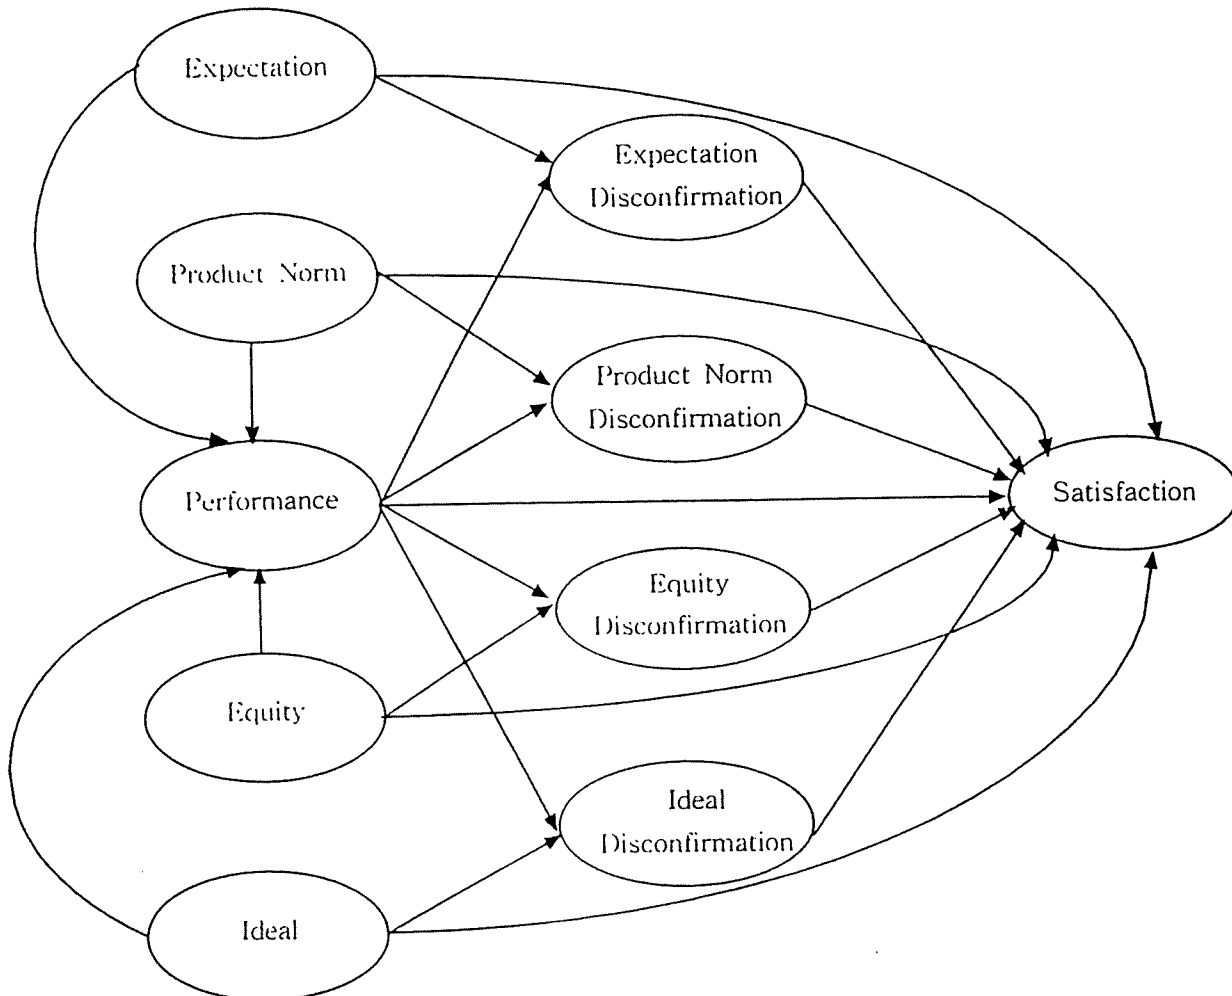 Expectation
Expectation
Disconfirmation
Product Norm
Product Norm
Disconfirmation
Performance
Satisfaction
Equity
Disconfirmation
Equity
Ideal
Disconfirmation
Ideal